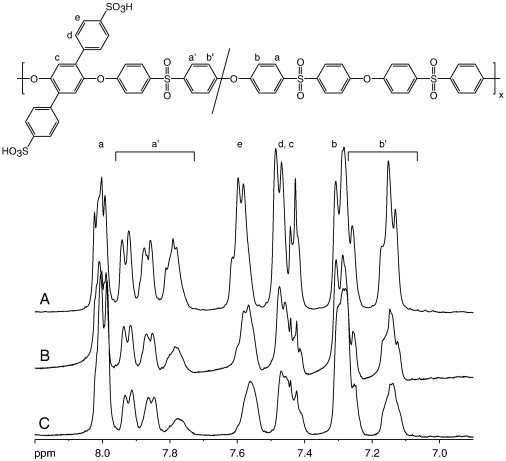 SO₃H
e
d
c
a' b' b a
O O O S O O O S O O O S O O x
HO₃S
a a' e d, c b b'
A
B
C
ppm 8.0 7.8 7.6 7.4 7.2 7.0